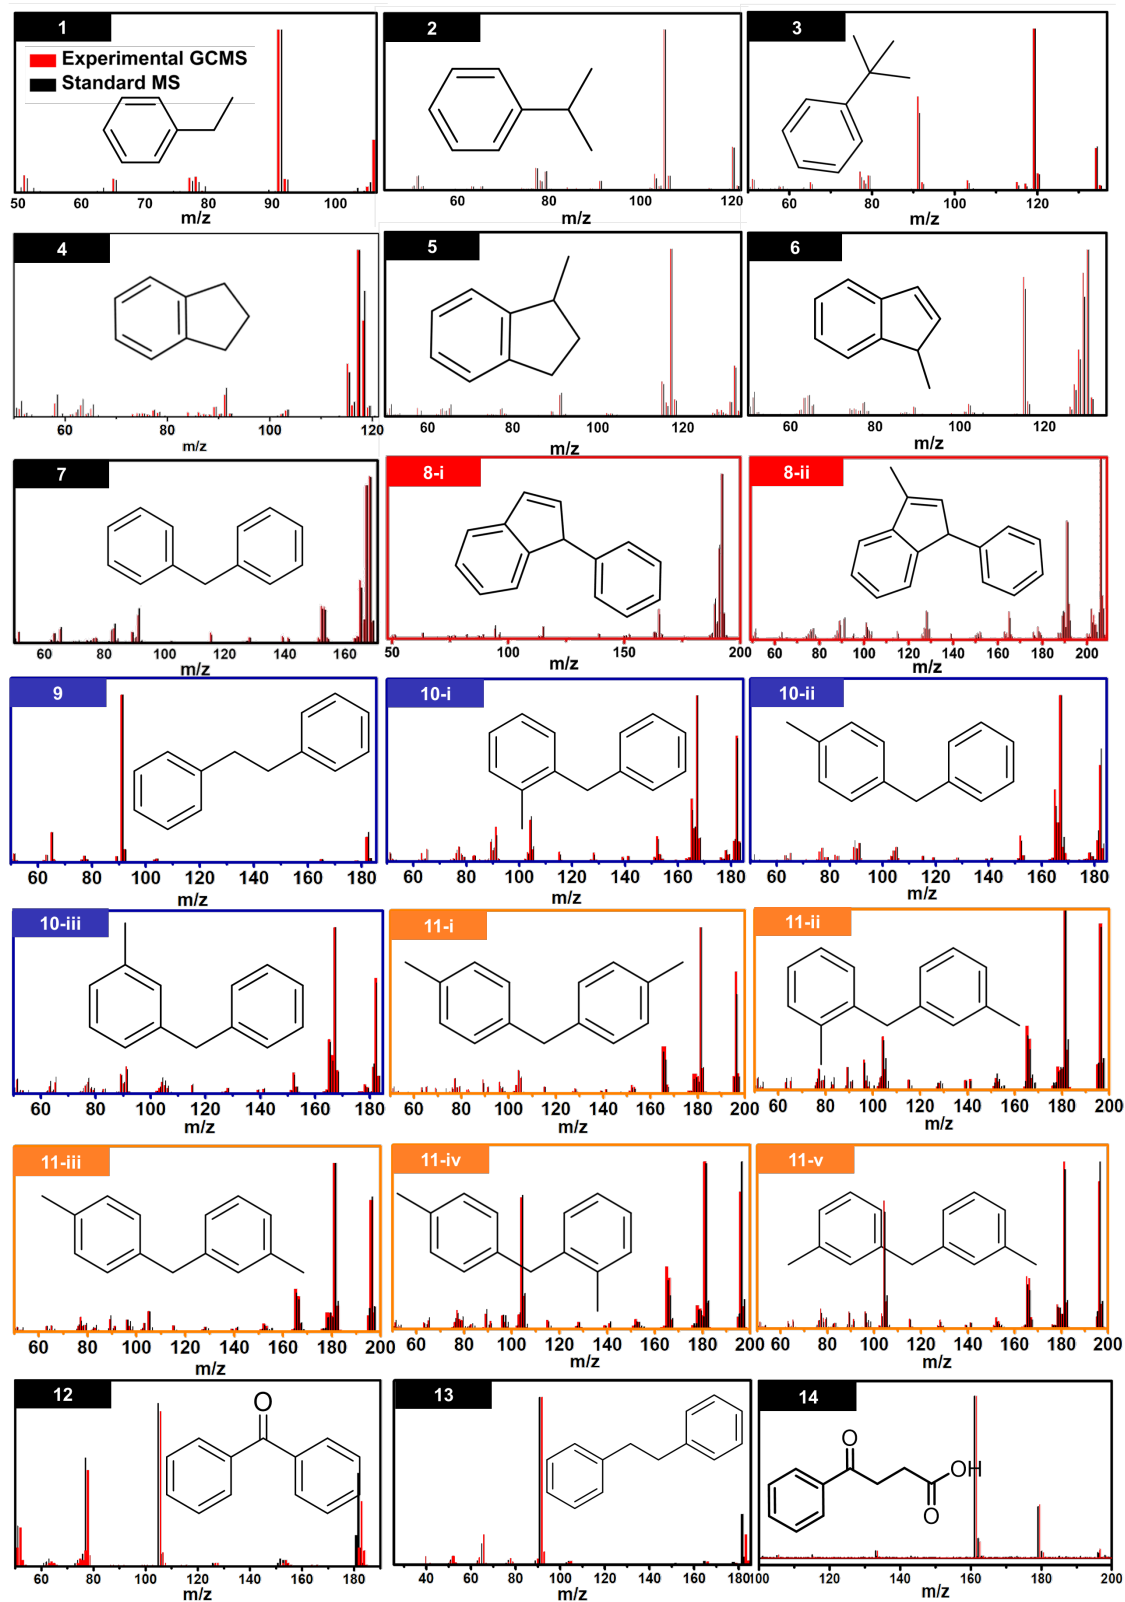 1
Experimental GCMS
Standard MS
50 60 70 80 90 100
m/z
2
60 80 100 120
m/z
3
60 80 100 120
m/z
4
60 80 100 120
m/z
5
60 80 100 120
m/z
6
60 80 100 120
m/z
7
60 80 100 120 140 160
m/z
8-i
50 100 150 200
m/z
8-ii
60 80 100 120 140 160 180 200
m/z
9
60 80 100 120 140 160 180
m/z
10-i
60 80 100 120 140 160 180
m/z
10-ii
60 80 100 120 140 160 180
m/z
10-iii
60 80 100 120 140 160 180
m/z
11-i
60 80 100 120 140 160 180 200
m/z
11-ii
60 80 100 120 140 160 180 200
m/z
11-iii
60 80 100 120 140 160 180 200
m/z
11-iv
60 80 100 120 140 160 180 200
m/z
11-v
60 80 100 120 140 160 180 200
m/z
12
O
60 80 100 120 140 160 180
m/z
13
40 60 80 100 120 140 160 180
m/z
14
O
OH
O
100 120 140 160 180 200
m/z